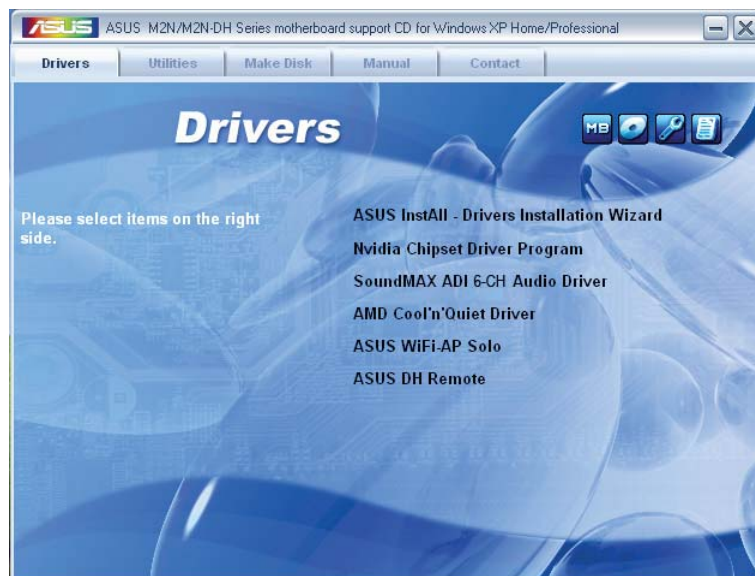 ASUS ASUS M2N/M2N-DH Series motherboard support CD for Windows XP Home/Professional
Drivers Utilities Make Disk Manual Contact
Drivers
MB
Please select items on the right
side.
ASUS InstAll - Drivers Installation Wizard
Nvidia Chipset Driver Program
SoundMAX ADI 6-CH Audio Driver
AMD Cool'n'Quiet Driver
ASUS WiFi-AP Solo
ASUS DH Remote